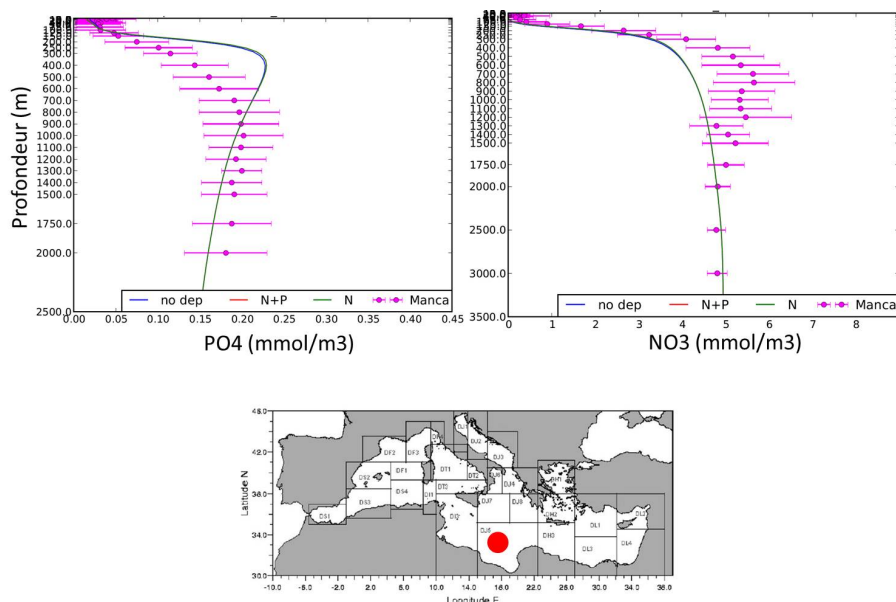 Profondeur (m)
100.0
150.0
200.0
250.0
300.0
400.0
500.0
600.0
700.0
800.0
900.0
1000.0
1100.0
1200.0
1300.0
1400.0
1500.0
1750.0
2000.0
2500.0
no dep N+P N Manca
0.00 0.05 0.10 0.15 0.20 0.25 0.30 0.35 0.40 0.45
PO4 (mmol/m3)
200.0
300.0
400.0
500.0
600.0
700.0
800.0
900.0
1000.0
1100.0
1200.0
1300.0
1400.0
1500.0
1750.0
2000.0
2500.0
3000.0
3500.0
no dep N+P N Manca
0 1 2 3 4 5 6 7 8
NO3 (mmol/m3)
Latitude N
42.0
38.0
34.0
30.0
DJ1
DJ2
DF2 DF3
DJ3
DF1 DT1
DS3 DS4 DI1 DT3
DJ4
DJ7 DJ8
DH1
DH2
DS1
DJ5
DH3
DL1
DL3 DL4
-10.0 -6.0 -2.0 2.0 6.0 10.0 14.0 18.0 22.0 26.0 30.0 34.0 38.0
Longitude E